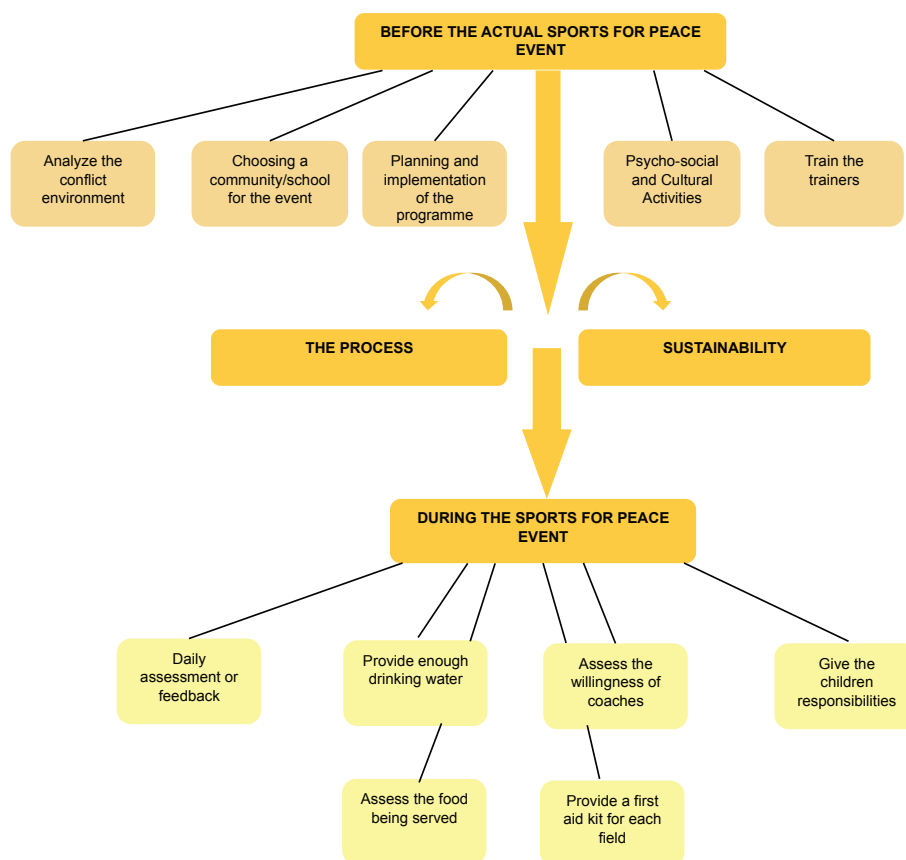 BEFORE THE ACTUAL SPORTS FOR PEACE
EVENT
Analyze the
conflict
environment
Choosing a
community/school
for the event
Planning and
implementation
of the
programme
Psycho-social
and Cultural
Activities
Train the
trainers
THE PROCESS
SUSTAINABILITY
DURING THE SPORTS FOR PEACE
EVENT
Daily
assessment or
feedback
Provide enough
drinking water
Assess the
willingness of
coaches
Give the
children
responsibilities
Assess the food
being served
Provide a first
aid kit for each
field